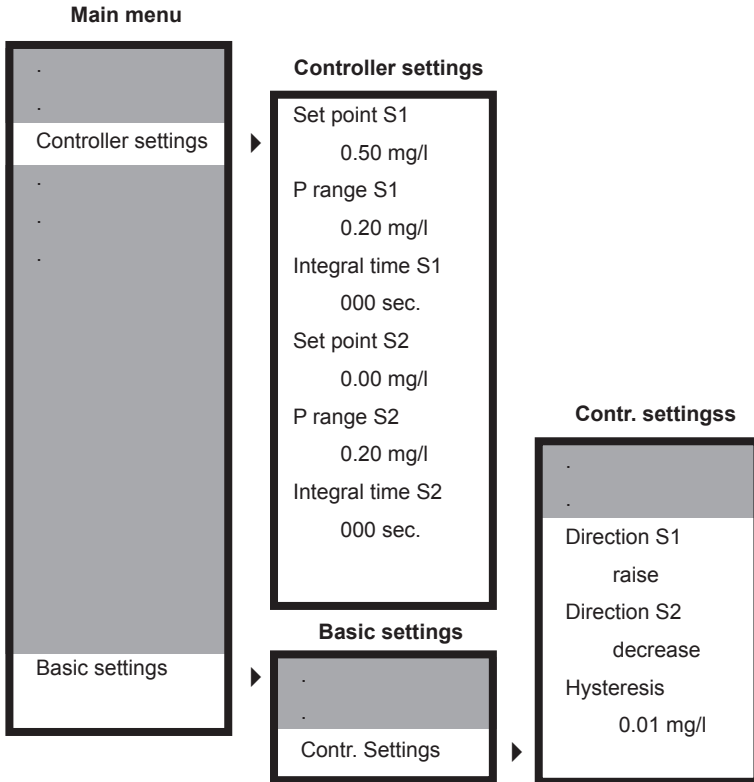 Main menu
.
.
Controller settings
.
.
.
Basic settings
Controller settings
Set point S1
0.50 mg/l
P range S1
0.20 mg/l
Integral time S1
000 sec.
Set point S2
0.00 mg/l
P range S2
0.20 mg/l
Integral time S2
000 sec.
Basic settings
.
.
Contr. Settings
Contr. settingss
.
.
Direction S1
raise
Direction S2
decrease
Hysteresis
0.01 mg/l